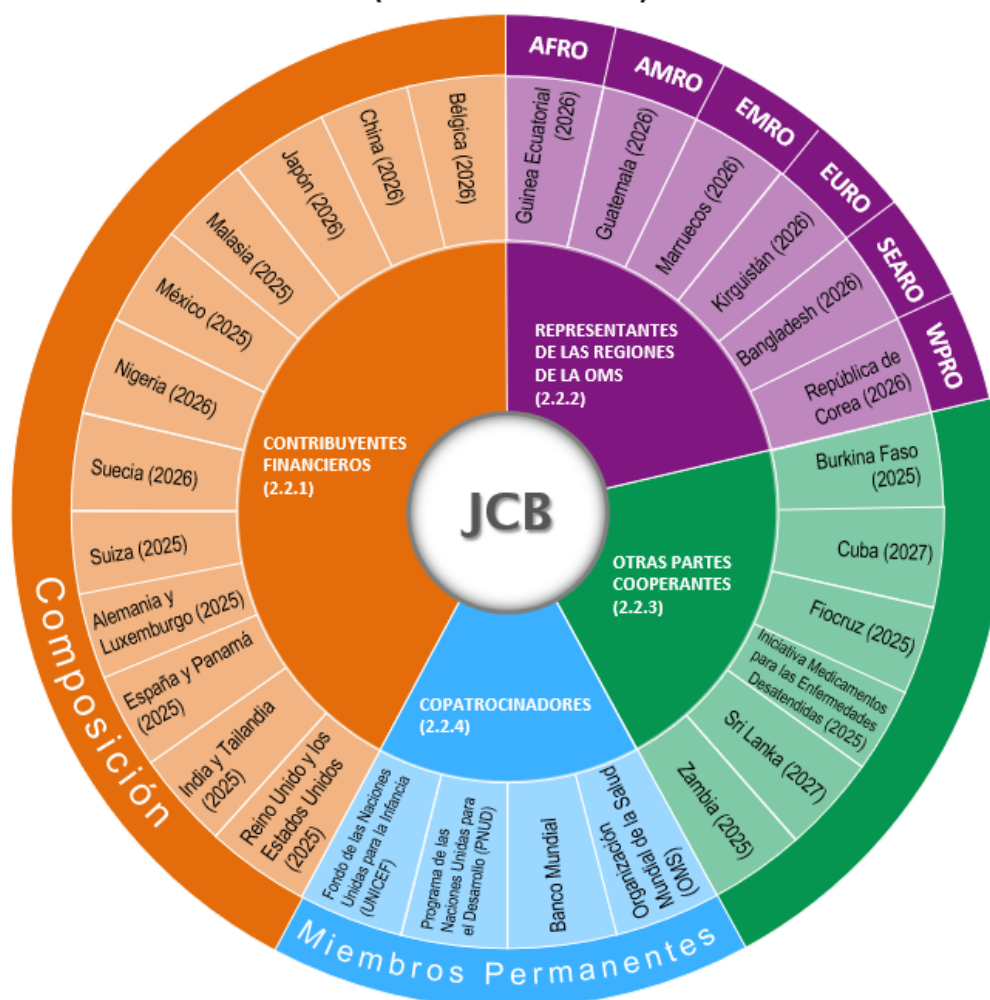 AFRO
AMRO
EMRO
EURO
SEARO
WPRO
Guinea Ecuatorial
(2026)
Guatemala (2026)
Marruecos (2026)
Kirguistán (2026)
Bangladesh (2026)
República de
Corea (2026)
REPRESENTANTES
DE LAS REGIONES
DE LA OMS
(2.2.2)
Burkina Faso
(2025)
Cuba (2027)
Fiocruz (2025)
Iniciativa Medicamentos
para las Enfermedades
Desatendidas (2025)
Sri Lanka (2027)
Zambia (2025)
OTRAS PARTES
COOPERANTES
(2.2.3)
Organización
Mundial de la Salud
(OMS)
Banco Mundial
Programa de las
Naciones Unidas para
el Desarrollo (PNUD)
Fondo de las Naciones
Unidas para la Infancia
(UNICEF)
COPATROCINADORES
(2.2.4)
Miembros Permanentes
Reino Unido y los
Estados Unidos
(2025)
India y Tailandia
(2025)
España y Panamá
(2025)
Alemania y
Luxemburgo (2025)
Suiza (2025)
Suecia (2026)
Nigeria (2026)
México (2025)
Malasia (2025)
Japón (2026)
China (2026)
Bélgica (2026)
CONTRIBUYENTES
FINANCIEROS
(2.2.1)
Composición
JCB